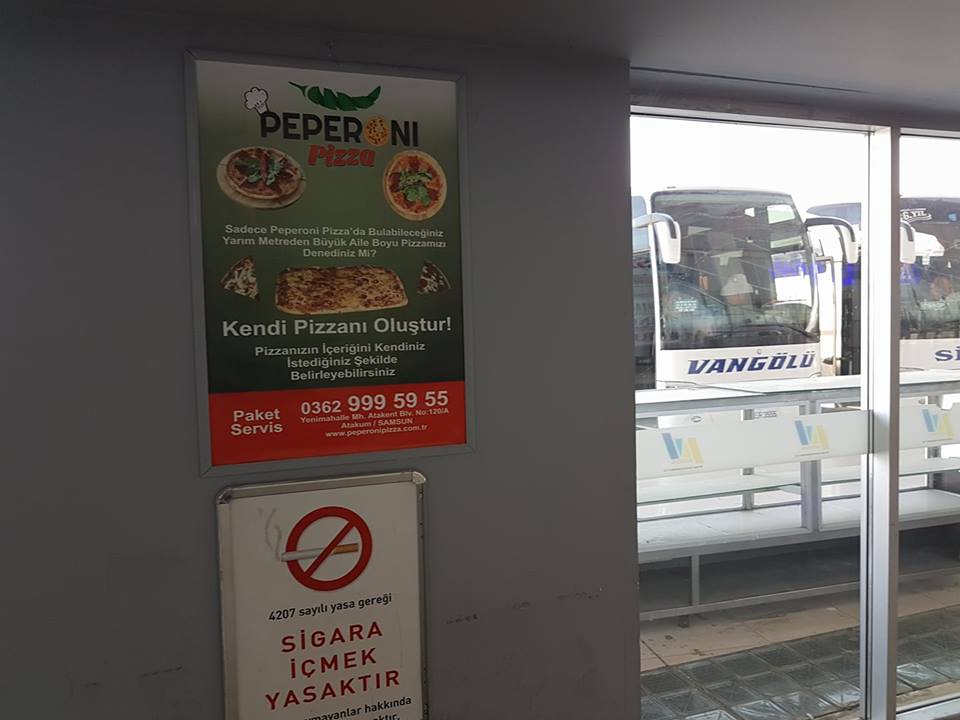 PEPERONI
Pizza
Sadece Peperoni Pizza'da Bulabileceğiniz
Yarım Metreden Büyük Aile Boyu Pizzamızı
Denediniz Mi?
Kendi Pizzanı Oluştur!
Pizzanızın İçeriğini Kendiniz
İstediğiniz Şekilde
Belirleyebilirsiniz
Paket
Servis
0362 999 59 55
Yenimahalle Mh. Atakent Blv. No:120/A
Atakum / SAMSUN
www.peperonipizza.com.tr
4207 sayılı yasa gereği
SİGARA
İÇMEK
YASAKTIR
hakkında
VANGÖLÜ